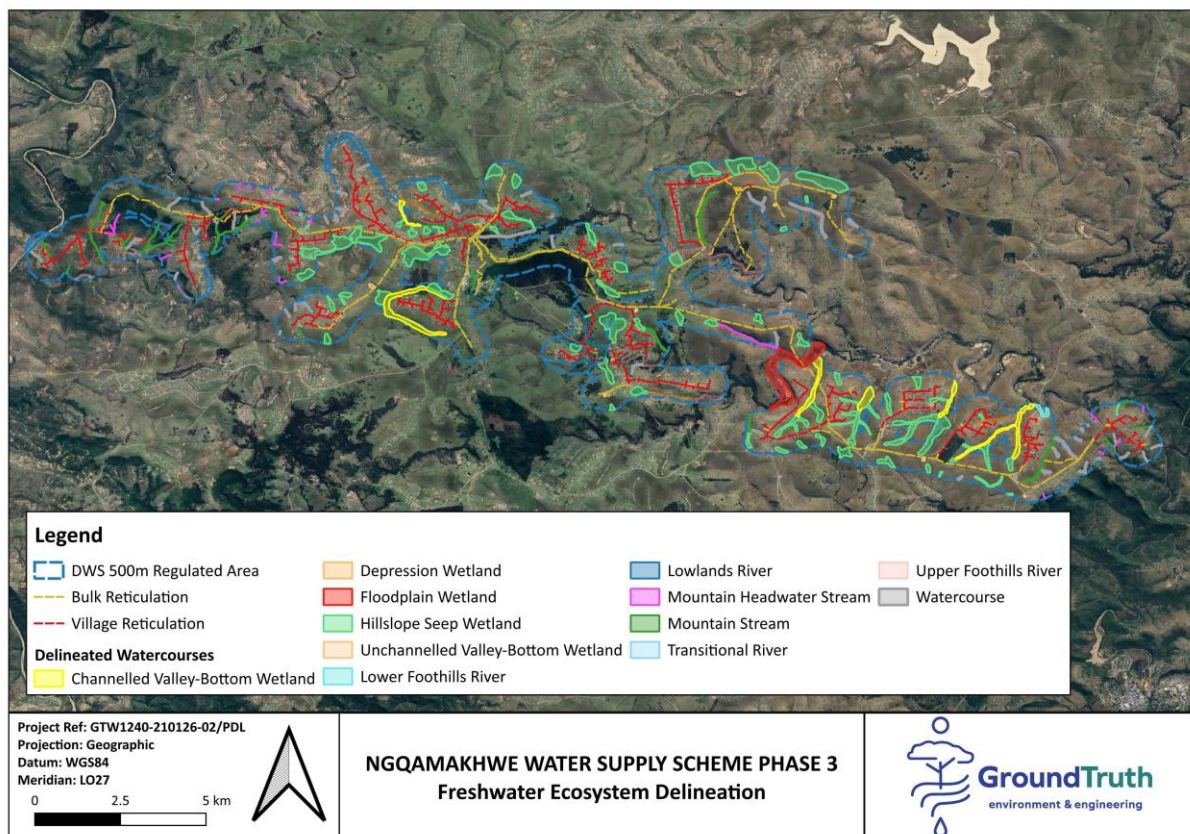 Legend
DWS 500m Regulated Area
Bulk Reticulation
Village Reticulation
Delineated Watercourses
Channelled Valley-Bottom Wetland
Depression Wetland
Floodplain Wetland
Hillslope Seep Wetland
Unchannelled Valley-Bottom Wetland
Lower Foothills River
Lowlands River
Mountain Headwater Stream
Mountain Stream
Transitional River
Upper Foothills River
Watercourse
Project Ref: GTW1240-210126-02/PDL
Projection: Geographic
Datum: WGS84
Meridian: LO27
0 2.5 5 km
NGQAMAKHWE WATER SUPPLY SCHEME PHASE 3
Freshwater Ecosystem Delineation
GroundTruth
environment & engineering